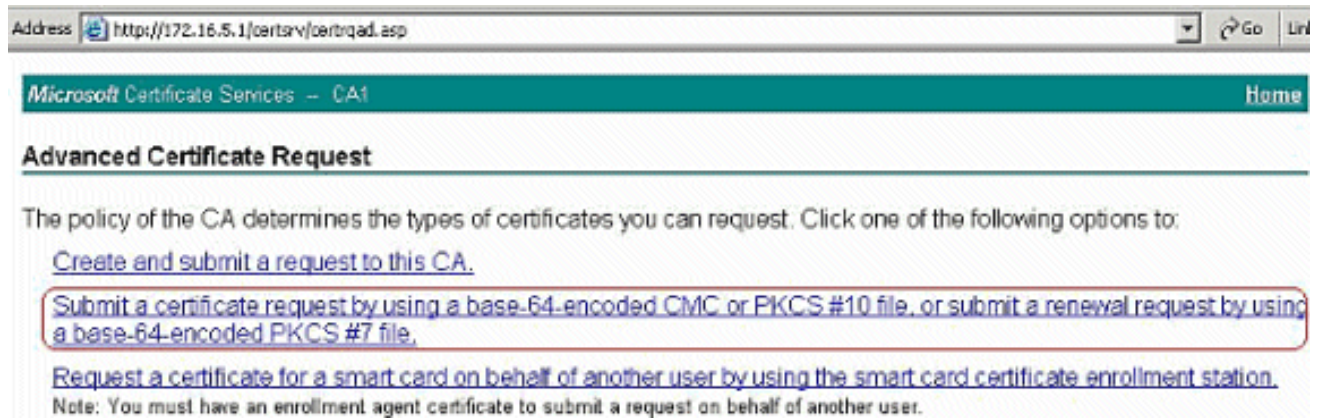 Address http://172.16.5.1/certsrv/certrqad.asp Go
Microsoft Certificate Services -- CA1 Home
Advanced Certificate Request
The policy of the CA determines the types of certificates you can request. Click one of the following options to:
Create and submit a request to this CA.
Submit a certificate request by using a base-64-encoded CMC or PKCS #10 file, or submit a renewal request by using
a base-64-encoded PKCS #7 file.
Request a certificate for a smart card on behalf of another user by using the smart card certificate enrollment station.
Note: You must have an enrollment agent certificate to submit a request on behalf of another user.